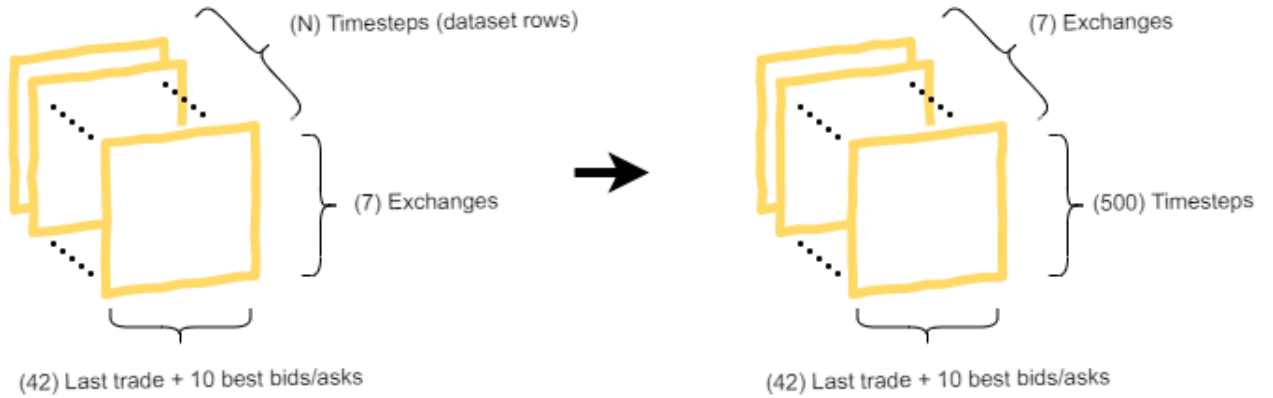 (N) Timesteps (dataset rows)
(7) Exchanges
(7) Exchanges
(500) Timesteps
(42) Last trade + 10 best bids/asks
(42) Last trade + 10 best bids/asks